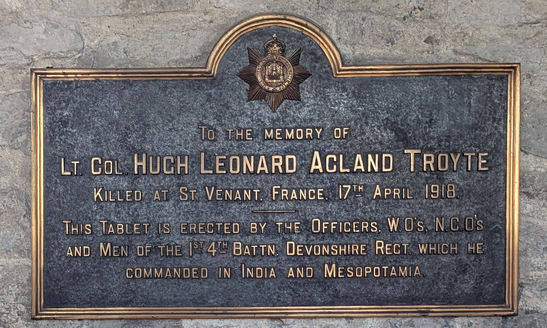 TO THE MEMORY OF
LT. COL. HUGH LEONARD ACLAND TROYTE
KILLED AT ST. VENANT, FRANCE, 17TH APRIL 1918.
THIS TABLET IS ERECTED BY THE OFFICERS, W.O'S, N.C.O'S
AND MEN OF THE 1ST 4TH BATTN. DEVONSHIRE REGT. WHICH HE
COMMANDED IN INDIA AND MESOPOTAMIA.